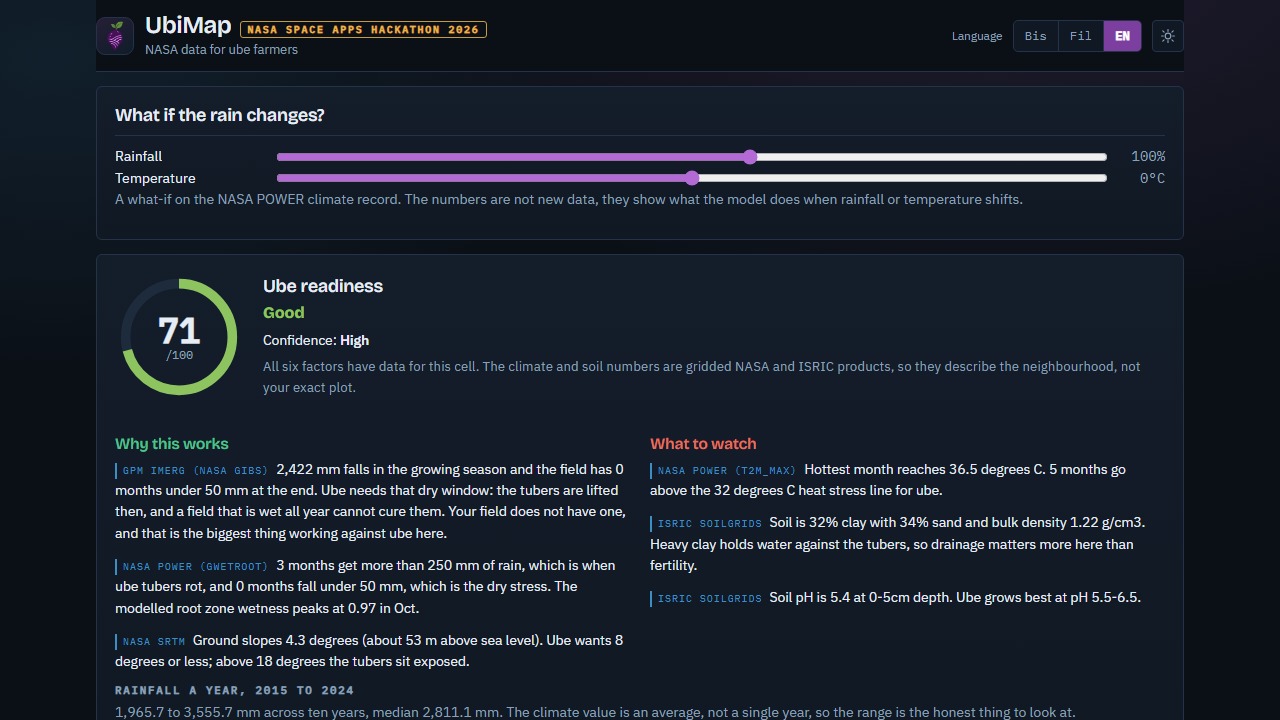 UbiMap NASA SPACE APPS HACKATHON 2026
NASA data for ube farmers
Language Bis Fil EN
What if the rain changes?
Rainfall 100%
Temperature 0°C
A what-if on the NASA POWER climate record. The numbers are not new data, they show what the model does when rainfall or temperature shifts.
71
/100
Ube readiness
Good
Confidence: High
All six factors have data for this cell. The climate and soil numbers are gridded NASA and ISRIC products, so they describe the neighbourhood, not
your exact plot.
Why this works
GPM IMERG (NASA GIBS) 2,422 mm falls in the growing season and the field has 0
months under 50 mm at the end. Ube needs that dry window: the tubers are lifted
then, and a field that is wet all year cannot cure them. Your field does not have one,
and that is the biggest thing working against ube here.
NASA POWER (GWETROOT) 3 months get more than 250 mm of rain, which is when
ube tubers rot, and 0 months fall under 50 mm, which is the dry stress. The
modelled root zone wetness peaks at 0.97 in Oct.
NASA SRTM Ground slopes 4.3 degrees (about 53 m above sea level). Ube wants 8
degrees or less; above 18 degrees the tubers sit exposed.
What to watch
NASA POWER (T2M_MAX) Hottest month reaches 36.5 degrees C. 5 months go
above the 32 degrees C heat stress line for ube.
ISRIC SOILGRIDS Soil is 32% clay with 34% sand and bulk density 1.22 g/cm3.
Heavy clay holds water against the tubers, so drainage matters more here than
fertility.
ISRIC SOILGRIDS Soil pH is 5.4 at 0-5cm depth. Ube grows best at pH 5.5-6.5.
RAINFALL A YEAR, 2015 TO 2024
1,965.7 to 3,555.7 mm across ten years, median 2,811.1 mm. The climate value is an average, not a single year, so the range is the honest thing to look at.